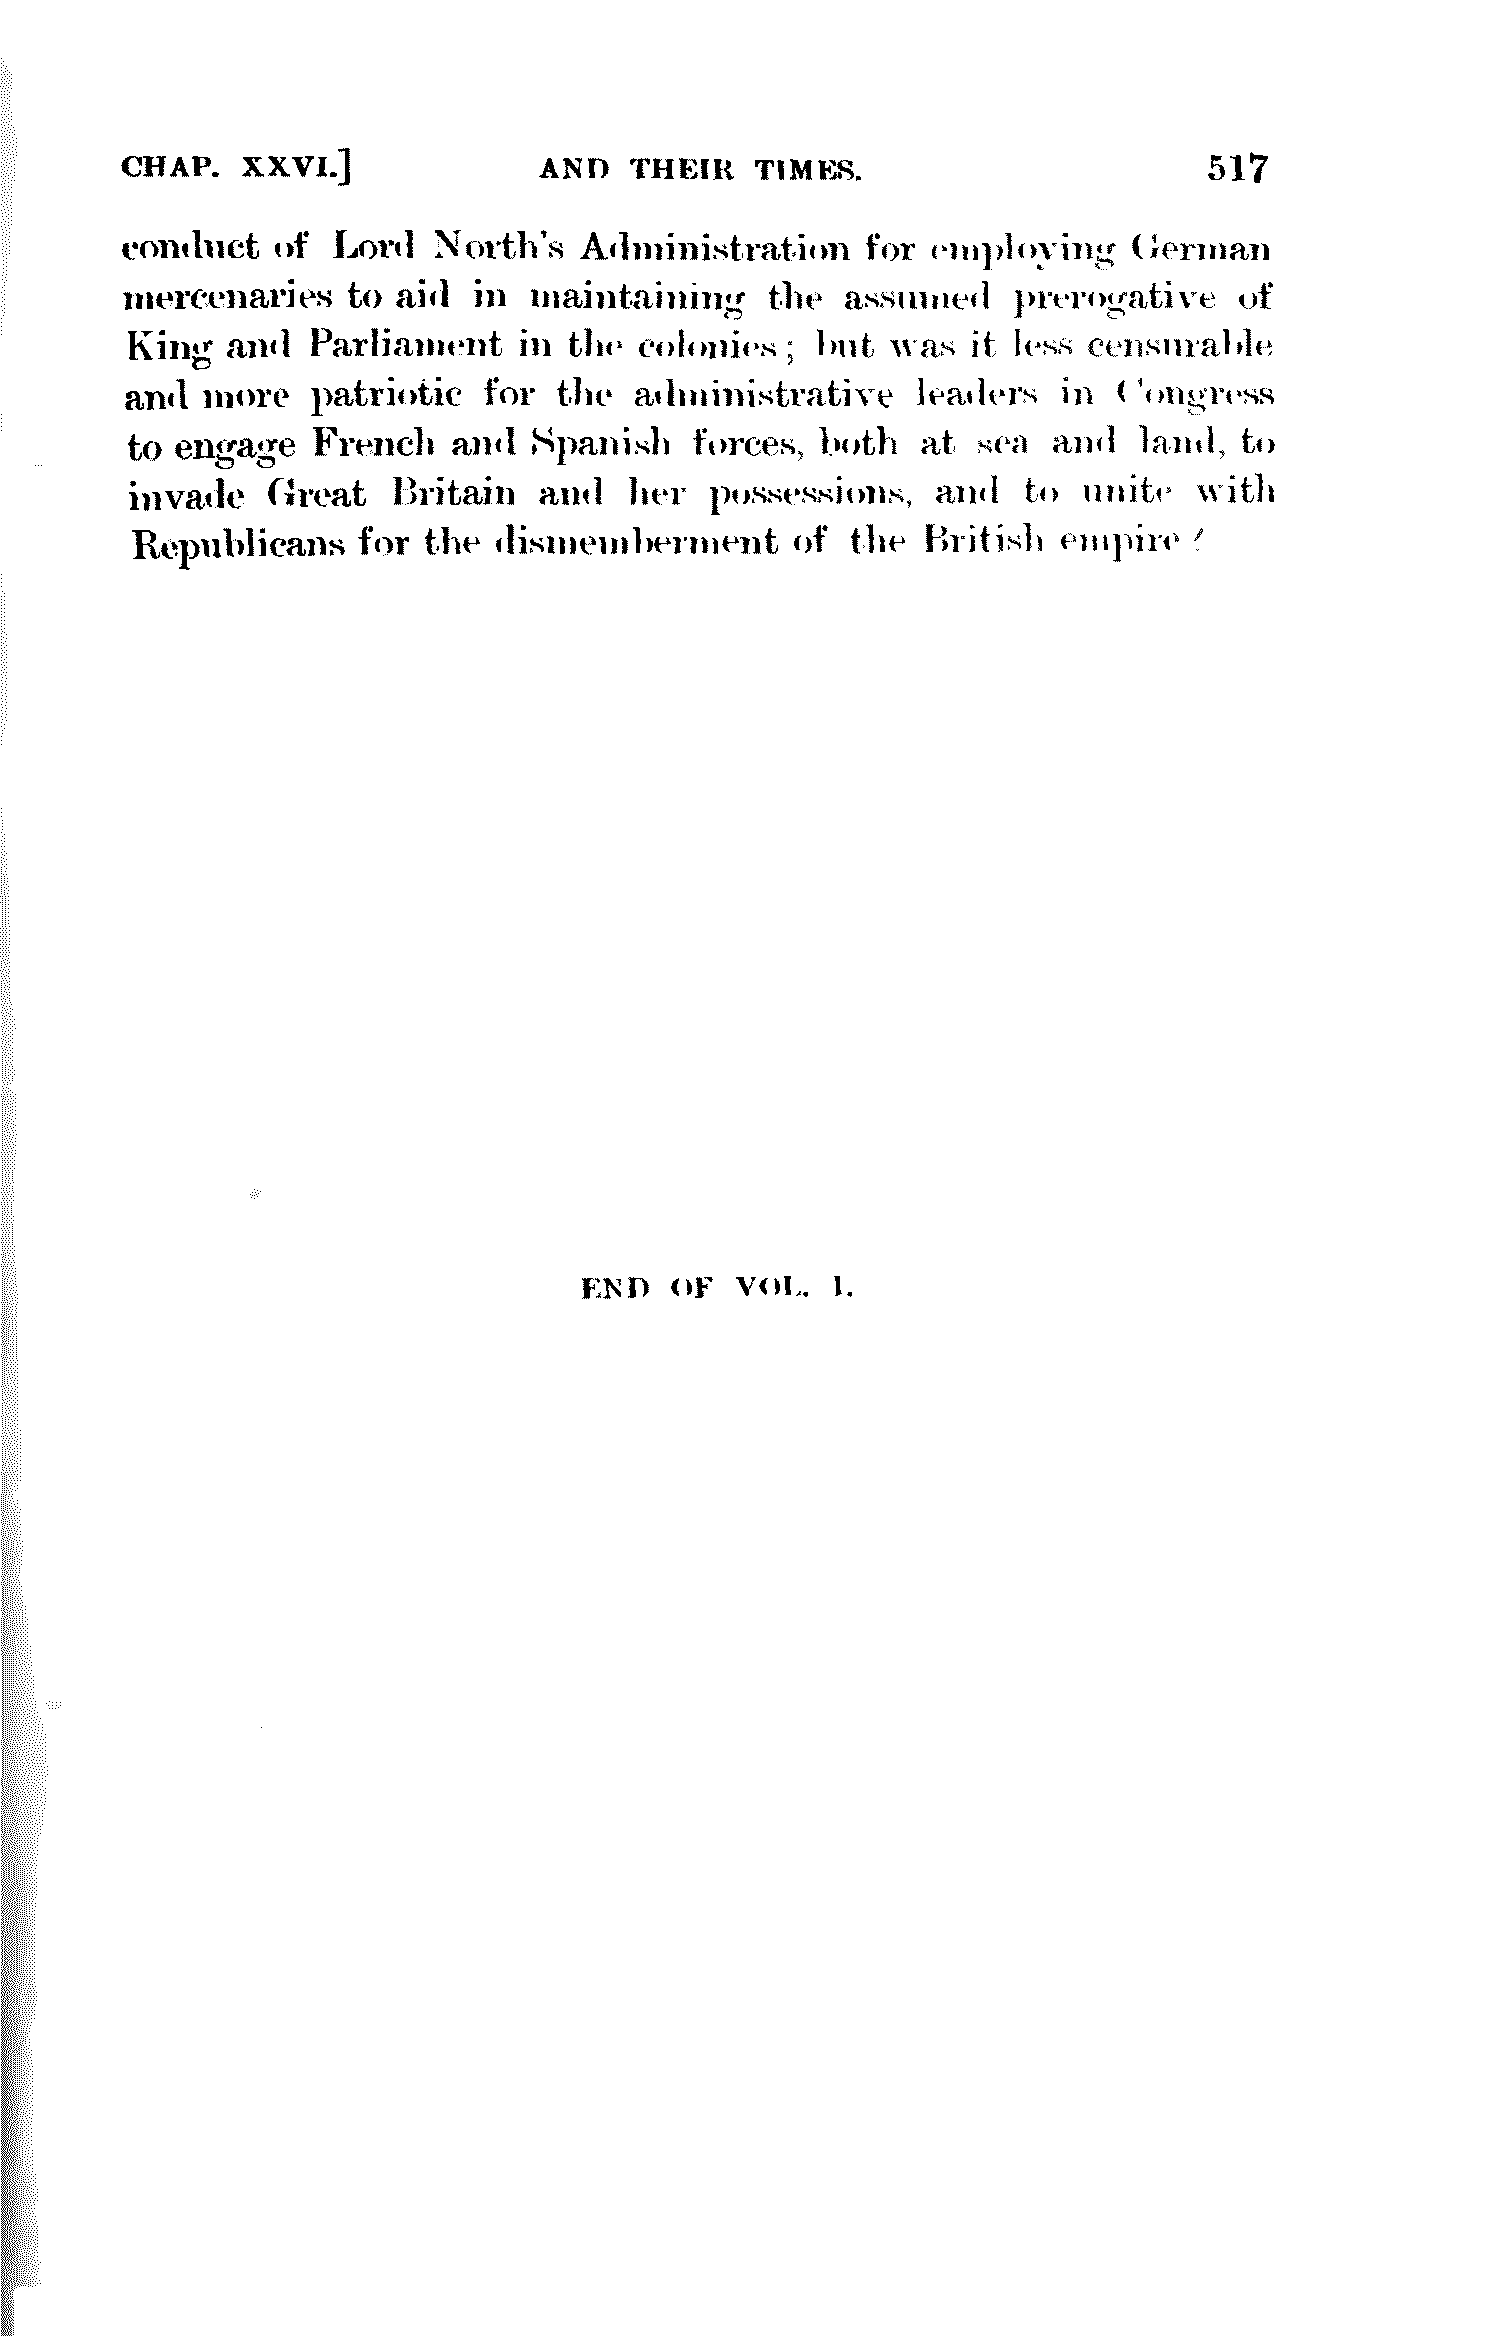 CHAP. XXVI.] AND THEIR TIMES. 517
conduct of Lord North's Administration for employing German
mercenaries to aid in maintaining the assumed prerogative of
King and Parliament in the colonies; but was it less censurable
and more patriotic for the administrative leaders in Congress
to engage French and Spanish forces, both at sea and land, to
invade Great Britain and her possessions, and to unite with
Republicans for the dismemberment of the British empire?
END OF VOL. I.